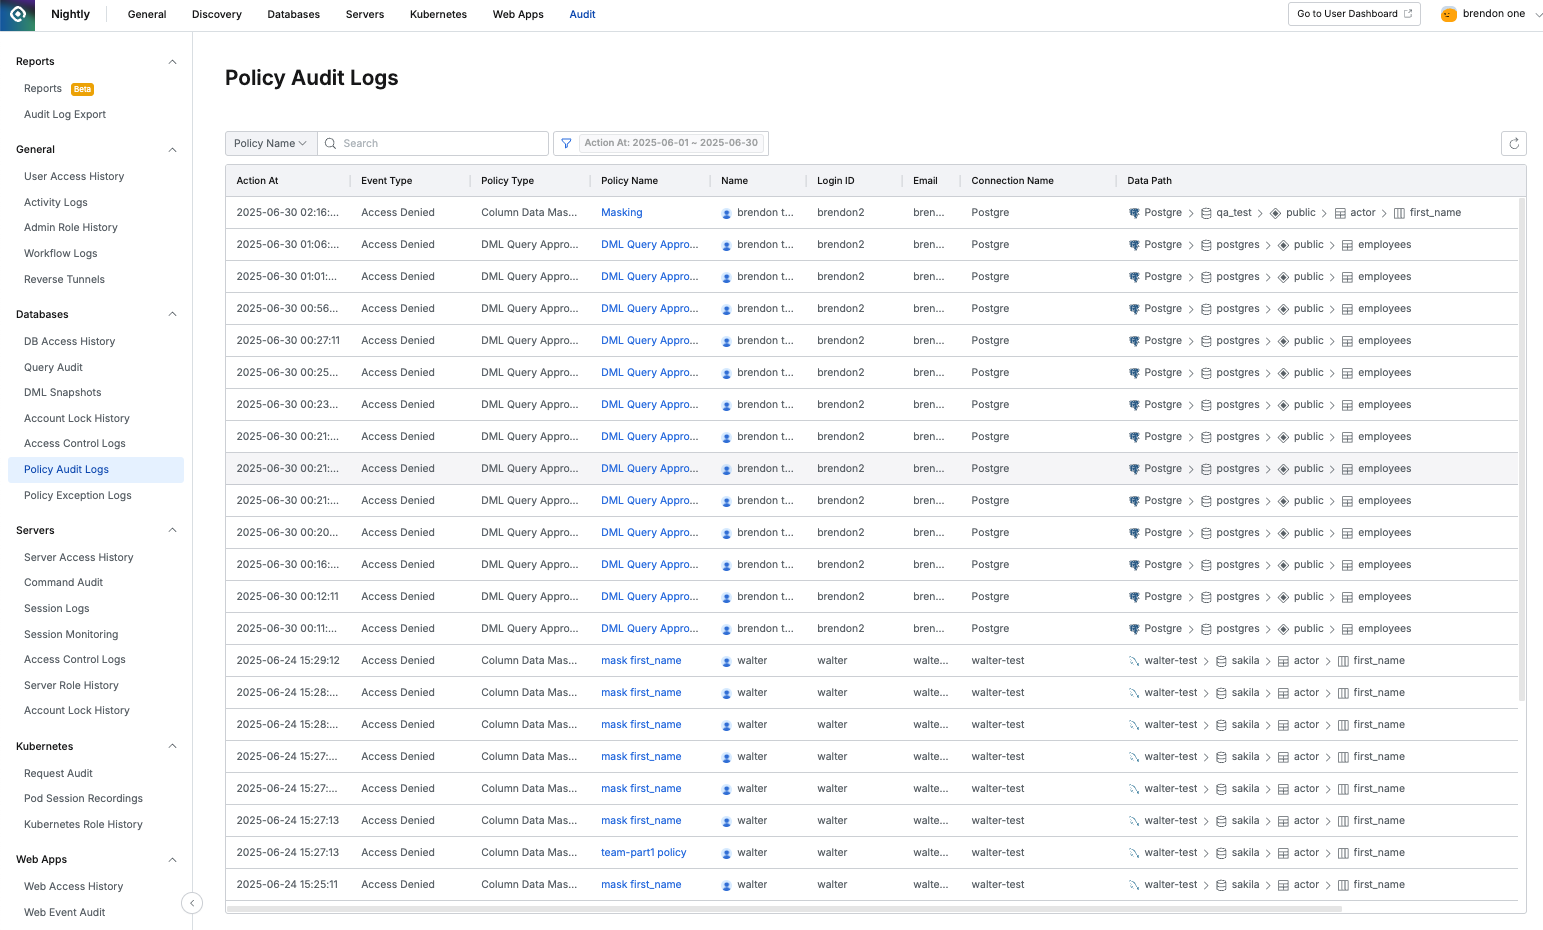 Nightly General Discovery Databases Servers Kubernetes Web Apps Audit Go to User Dashboard brendon one
Reports
Reports Beta
Audit Log Export
General
User Access History
Activity Logs
Admin Role History
Workflow Logs
Reverse Tunnels
Databases
DB Access History
Query Audit
DML Snapshots
Account Lock History
Access Control Logs
Policy Audit Logs
Policy Exception Logs
Servers
Server Access History
Command Audit
Session Logs
Session Monitoring
Access Control Logs
Server Role History
Account Lock History
Kubernetes
Request Audit
Pod Session Recordings
Kubernetes Role History
Web Apps
Web Access History
Web Event Audit
Policy Audit Logs
Policy Name Search Action At: 2025-06-01 ~ 2025-06-30
Action At Event Type Policy Type Policy Name Name Login ID Email Connection Name Data Path
2025-06-30 02:16:... Access Denied Column Data Mas... Masking brendon t... brendon2 bren... Postgre Postgre > qa_test > public > actor > first_name
2025-06-30 01:06:... Access Denied DML Query Appro... DML Query Appro... brendon t... brendon2 bren... Postgre Postgre > postgres > public > employees
2025-06-30 01:01:... Access Denied DML Query Appro... DML Query Appro... brendon t... brendon2 bren... Postgre Postgre > postgres > public > employees
2025-06-30 00:56... Access Denied DML Query Appro... DML Query Appro... brendon t... brendon2 bren... Postgre Postgre > postgres > public > employees
2025-06-30 00:27:11 Access Denied DML Query Appro... DML Query Appro... brendon t... brendon2 bren... Postgre Postgre > postgres > public > employees
2025-06-30 00:25... Access Denied DML Query Appro... DML Query Appro... brendon t... brendon2 bren... Postgre Postgre > postgres > public > employees
2025-06-30 00:23... Access Denied DML Query Appro... DML Query Appro... brendon t... brendon2 bren... Postgre Postgre > postgres > public > employees
2025-06-30 00:21:... Access Denied DML Query Appro... DML Query Appro... brendon t... brendon2 bren... Postgre Postgre > postgres > public > employees
2025-06-30 00:21:... Access Denied DML Query Appro... DML Query Appro... brendon t... brendon2 bren... Postgre Postgre > postgres > public > employees
2025-06-30 00:21:... Access Denied DML Query Appro... DML Query Appro... brendon t... brendon2 bren... Postgre Postgre > postgres > public > employees
2025-06-30 00:20... Access Denied DML Query Appro... DML Query Appro... brendon t... brendon2 bren... Postgre Postgre > postgres > public > employees
2025-06-30 00:16:... Access Denied DML Query Appro... DML Query Appro... brendon t... brendon2 bren... Postgre Postgre > postgres > public > employees
2025-06-30 00:12:11 Access Denied DML Query Appro... DML Query Appro... brendon t... brendon2 bren... Postgre Postgre > postgres > public > employees
2025-06-30 00:11:... Access Denied DML Query Appro... DML Query Appro... brendon t... brendon2 bren... Postgre Postgre > postgres > public > employees
2025-06-24 15:29:12 Access Denied Column Data Mas... mask first_name walter walter walte... walter-test walter-test > sakila > actor > first_name
2025-06-24 15:28:... Access Denied Column Data Mas... mask first_name walter walter walte... walter-test walter-test > sakila > actor > first_name
2025-06-24 15:28:... Access Denied Column Data Mas... mask first_name walter walter walte... walter-test walter-test > sakila > actor > first_name
2025-06-24 15:27:... Access Denied Column Data Mas... mask first_name walter walter walte... walter-test walter-test > sakila > actor > first_name
2025-06-24 15:27:... Access Denied Column Data Mas... mask first_name walter walter walte... walter-test walter-test > sakila > actor > first_name
2025-06-24 15:27:13 Access Denied Column Data Mas... mask first_name walter walter walte... walter-test walter-test > sakila > actor > first_name
2025-06-24 15:27:13 Access Denied Column Data Mas... team-part1 policy walter walter walte... walter-test walter-test > sakila > actor > first_name
2025-06-24 15:25:11 Access Denied Column Data Mas... mask first_name walter walter walte... walter-test walter-test > sakila > actor > first_name